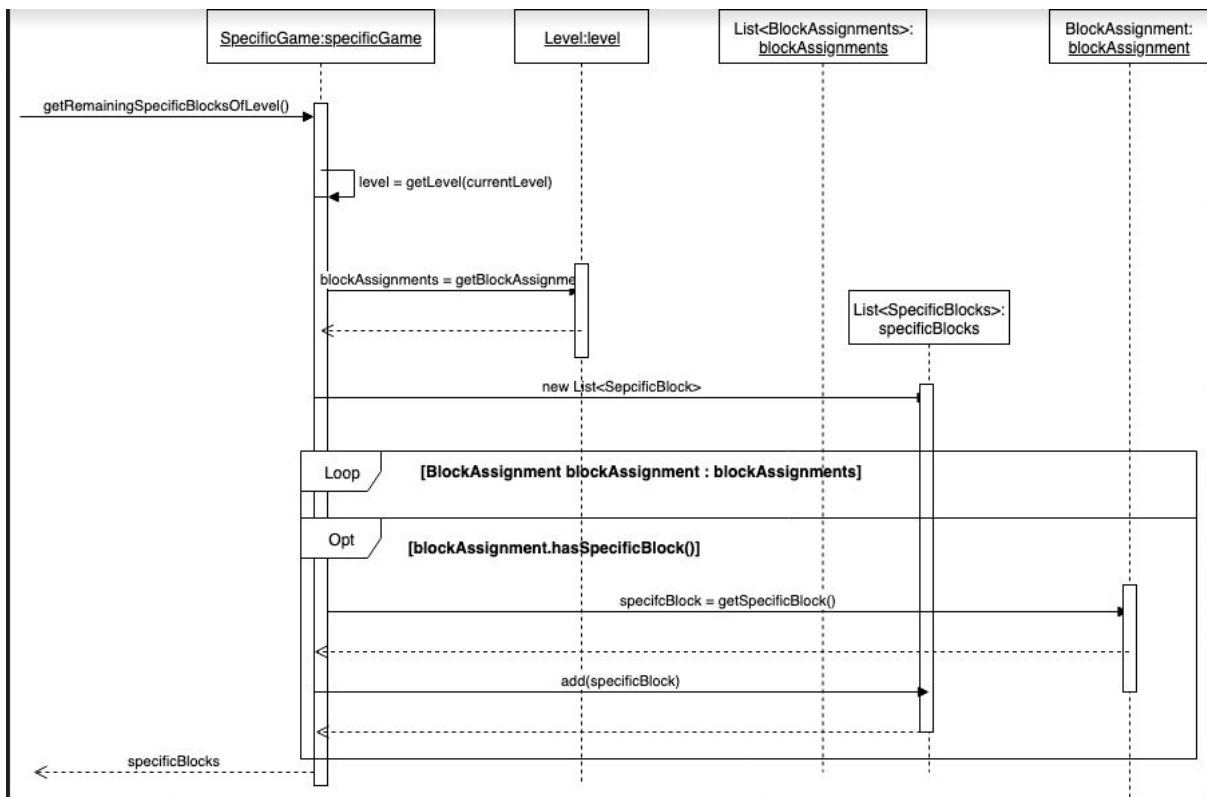 SpecificGame:specificGame
Level:level
List<BlockAssignments>:
blockAssignments
BlockAssignment:
blockAssignment
getRemainingSpecificBlocksOfLevel()
level = getLevel(currentLevel)
blockAssignments = getBlockAssignme
List<SpecificBlocks>:
specificBlocks
new List<SepcificBlock>
Loop
[BlockAssignment blockAssignment : blockAssignments]
Opt
[blockAssignment.hasSpecificBlock()]
specifcBlock = getSpecificBlock()
add(specificBlock)
specificBlocks